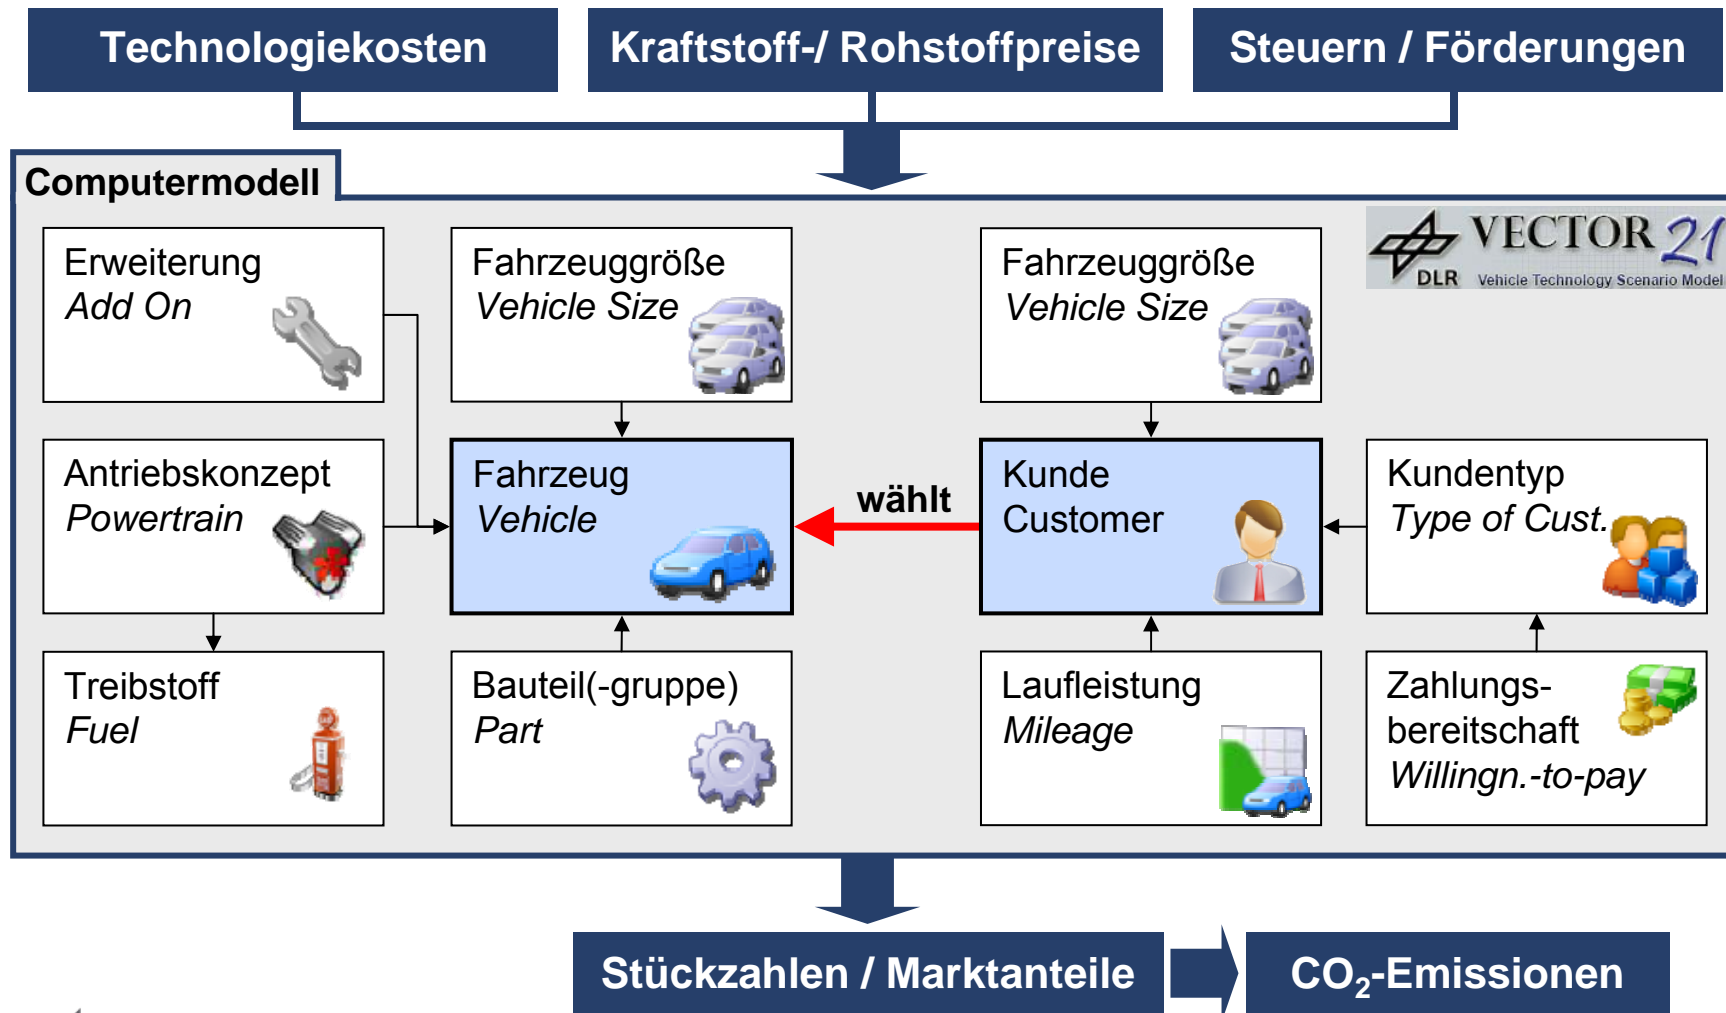 Technologiekosten
Kraftstoff-/ Rohstoffpreise
Steuern / Förderungen
Computermodell
VECTOR 21
DLR Vehicle Technology Scenario Model
Erweiterung
Add On
Fahrzeuggröße
Vehicle Size
Fahrzeuggröße
Vehicle Size
Antriebskonzept
Powertrain
Fahrzeug
Vehicle
wählt
Kunde
Customer
Kundentyp
Type of Cust.
Treibstoff
Fuel
Bauteil(-gruppe)
Part
Laufleistung
Mileage
Zahlungs-
bereitschaft
Willingn.-to-pay
Stückzahlen / Marktanteile
CO₂-Emissionen